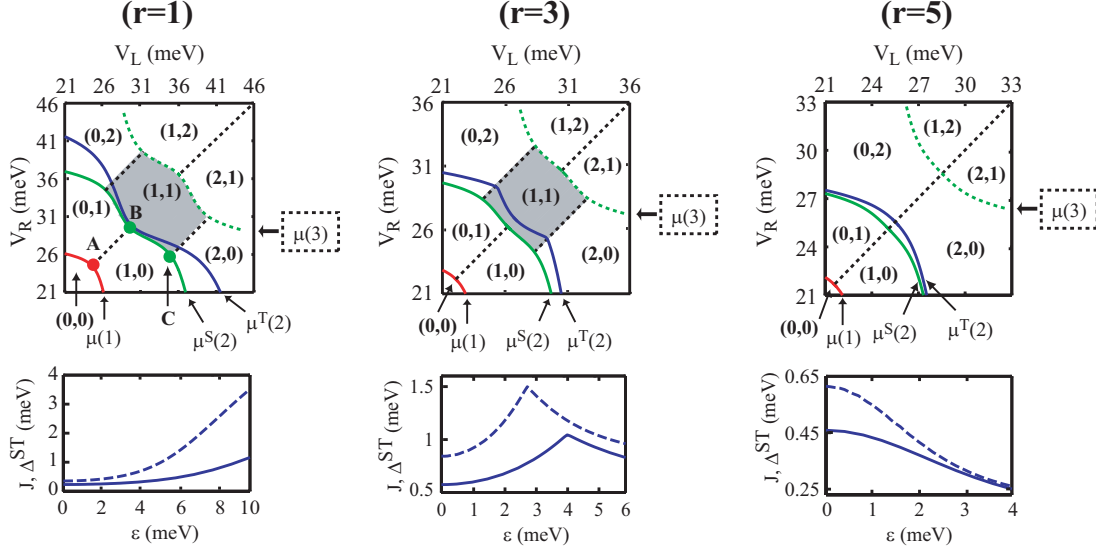 (r=1) (r=3) (r=5)
V_L (meV) V_L (meV) V_L (meV)
21 26 31 36 41 46
21 26 31 36
21 23 25 27 29 31 33
V_R (meV)
46
41
36
31
26
21
(0,2)
(1,2)
(2,1)
(1,1)
(0,1)
B
A
(1,0)
(2,0)
C
(0,0)
μ(1)
μ^S(2)
μ^T(2)
μ(3)
V_R (meV)
36
31
26
21
(0,2)
(1,2)
(2,1)
(1,1)
(0,1)
(1,0)
(2,0)
(0,0)
μ(1)
μ^S(2)
μ^T(2)
μ(3)
V_R (meV)
33
30
27
24
21
(1,2)
(0,2)
(2,1)
(0,1)
(2,0)
(1,0)
(0,0)
μ(1)
μ^S(2)
μ^T(2)
μ(3)
J, Δ^ST (meV)
4
3
2
1
0
0 2 4 6 8 10
ε (meV)
J, Δ^ST (meV)
1.5
1
0.5
0 1 2 3 4 5 6
ε (meV)
J, Δ^ST (meV)
0.65
0.45
0.25
0 1 2 3 4
ε (meV)